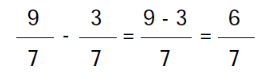 9/7 - 3/7 = (9 - 3)/7 = 6/7